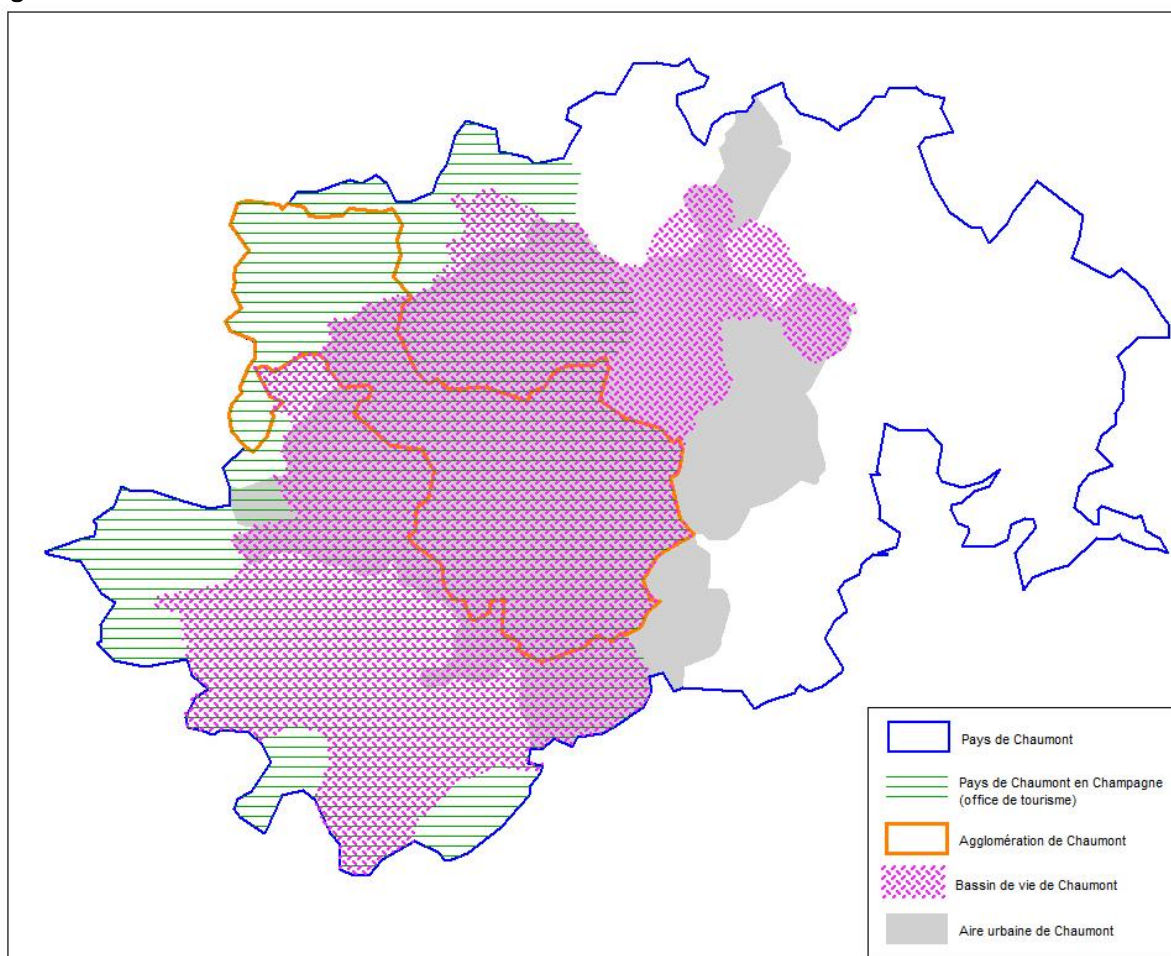 Pays de Chaumont
Pays de Chaumont en Champagne
(office de tourisme)
Agglomération de Chaumont
Bassin de vie de Chaumont
Aire urbaine de Chaumont